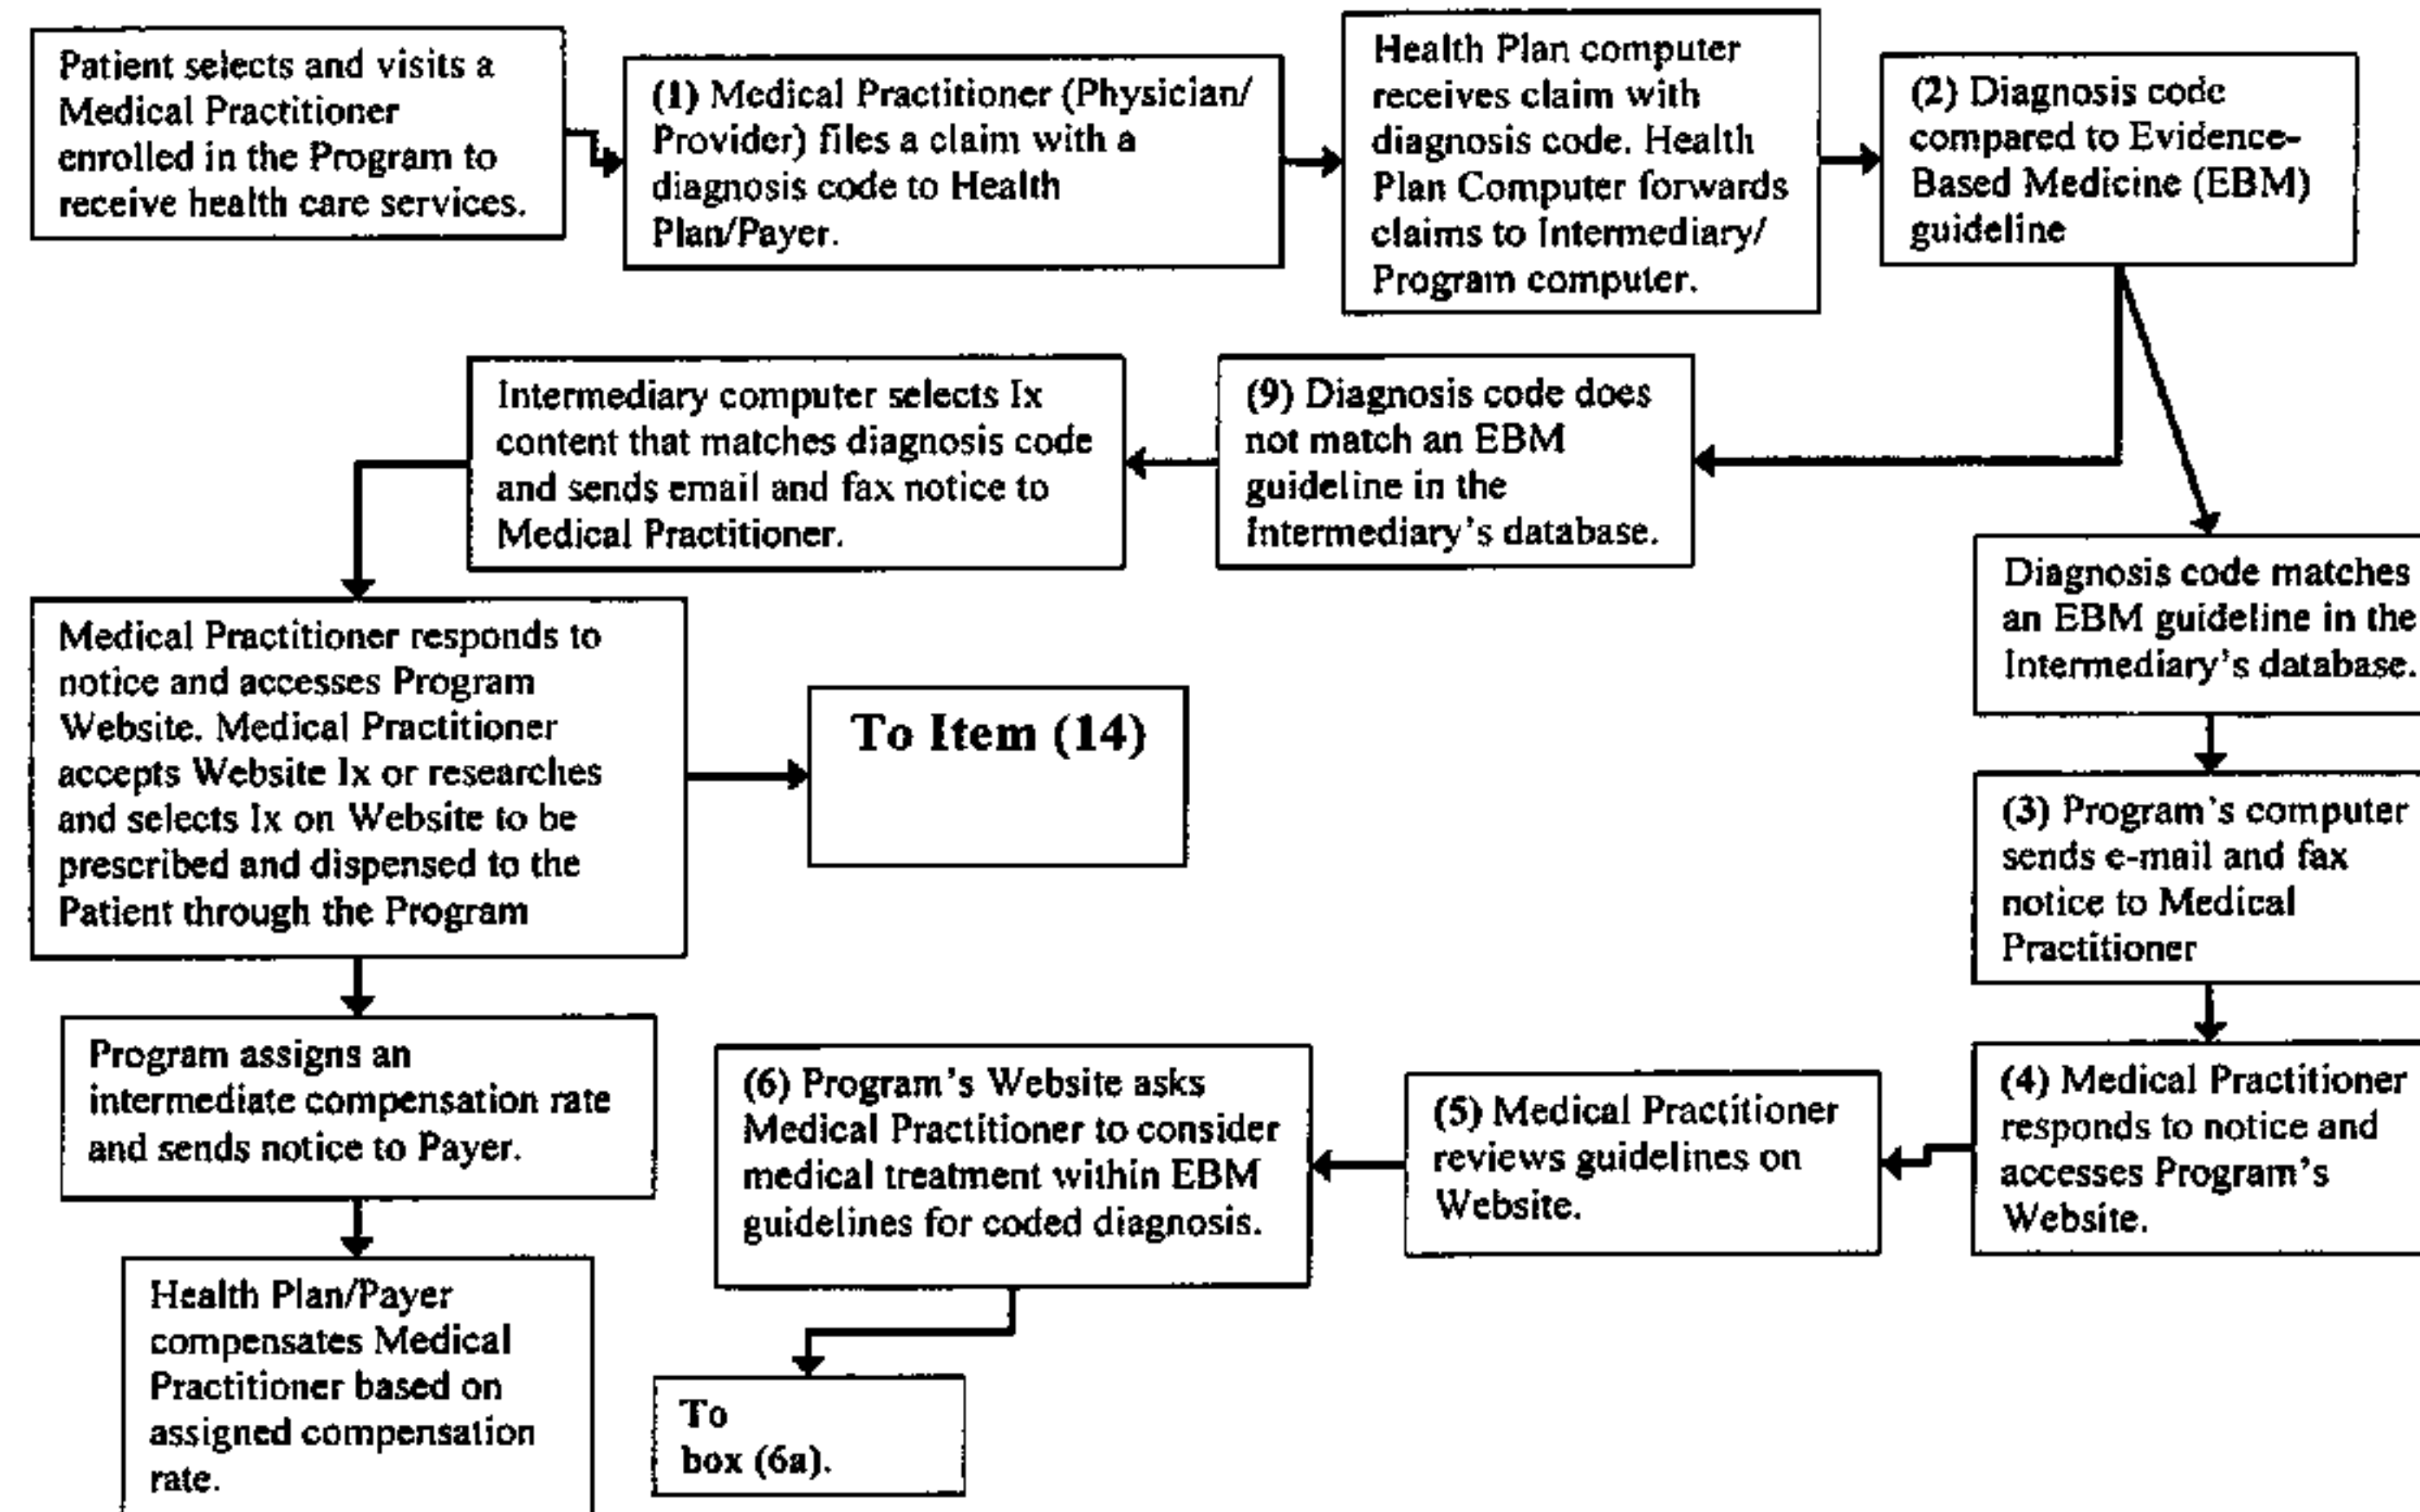 Patient selects and visits a
Medical Practitioner
enrolled in the Program to
receive health care services.
(1) Medical Practitioner (Physician/
Provider) files a claim with a
diagnosis code to Health
Plan/Payer.
Health Plan computer
receives claim with
diagnosis code. Health
Plan Computer forwards
claims to Intermediary/
Program computer.
(2) Diagnosis code
compared to Evidence-
Based Medicine (EBM)
guideline
Intermediary computer selects Ix
content that matches diagnosis code
and sends email and fax notice to
Medical Practitioner.
(9) Diagnosis code does
not match an EBM
guideline in the
Intermediary's database.
Diagnosis code matches
an EBM guideline in the
Intermediary's database.
Medical Practitioner responds to
notice and accesses Program
Website. Medical Practitioner
accepts Website Ix or researches
and selects Ix on Website to be
prescribed and dispensed to the
Patient through the Program
To Item (14)
(3) Program's computer
sends e-mail and fax
notice to Medical
Practitioner
Program assigns an
intermediate compensation rate
and sends notice to Payer.
(6) Program's Website asks
Medical Practitioner to consider
medical treatment within EBM
guidelines for coded diagnosis.
(5) Medical Practitioner
reviews guidelines on
Website.
(4) Medical Practitioner
responds to notice and
accesses Program's
Website.
Health Plan/Payer
compensates Medical
Practitioner based on
assigned compensation
rate.
To
box (6a).